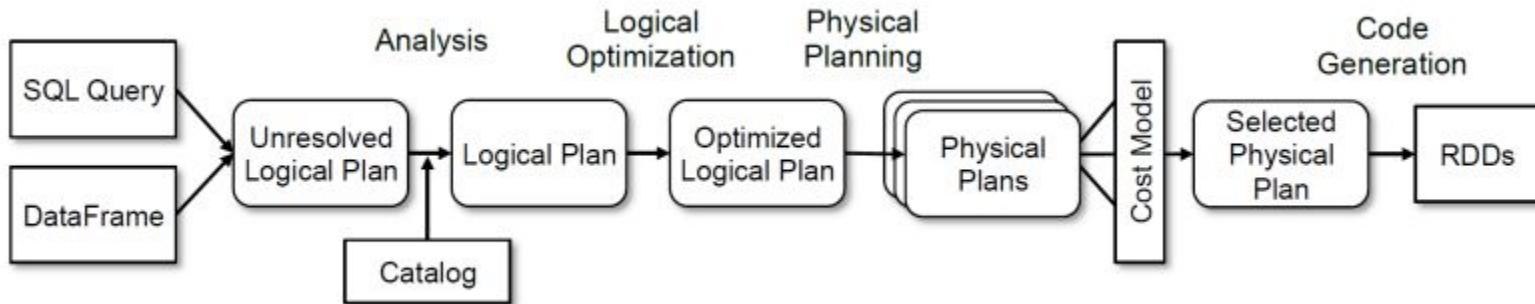 Analysis
Logical
Optimization
Physical
Planning
Code
Generation
SQL Query
DataFrame
Unresolved
Logical Plan
Catalog
Logical Plan
Optimized
Logical Plan
Physical
Plans
Cost Model
Selected
Physical
Plan
RDDs